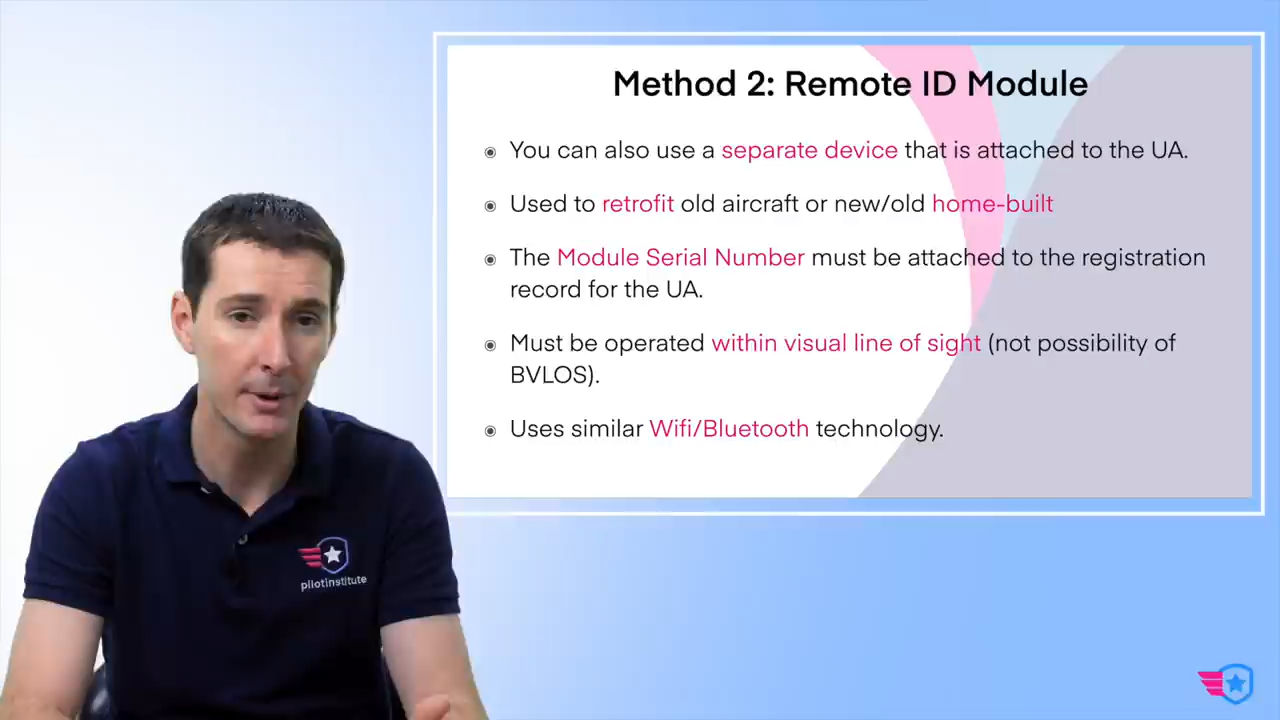 Method 2: Remote ID Module
You can also use a separate device that is attached to the UA.
Used to retrofit old aircraft or new/old home-built
The Module Serial Number must be attached to the registration
record for the UA.
Must be operated within visual line of sight (not possibility of
BVLOS).
Uses similar Wifi/Bluetooth technology.
pilotinstitute